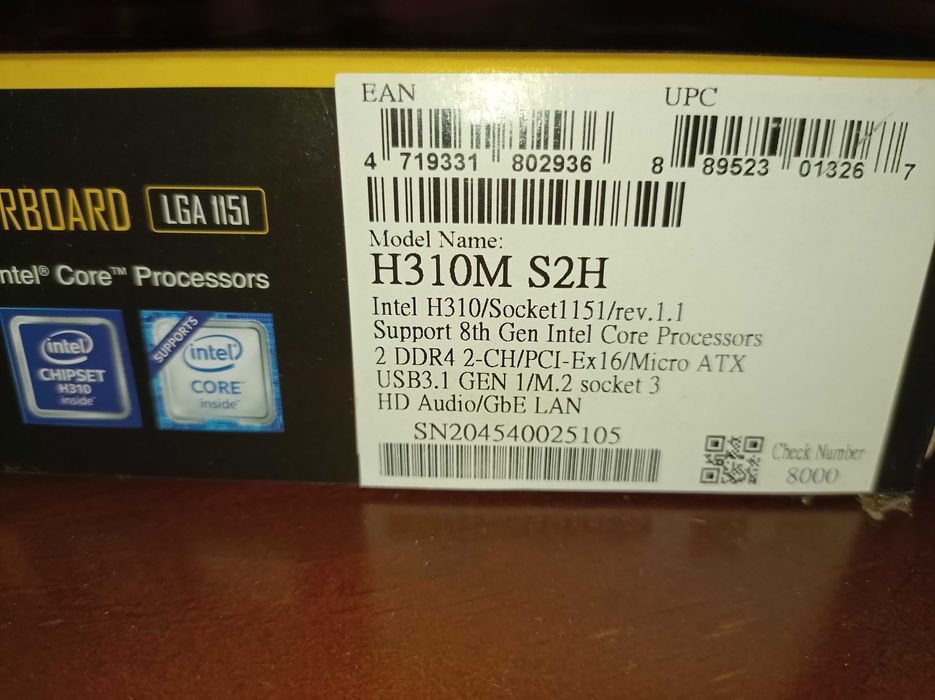 RBOARD LGA 1151
ntel® Core™ Processors
intel
CHIPSET
H310
inside
SUPPORTS
intel
CORE
inside
EAN
UPC
4 719331 802936
8 89523 01326 7
Model Name:
H310M S2H
Intel H310/Socket1151/rev.1.1
Support 8th Gen Intel Core Processors
2 DDR4 2-CH/PCI-Ex16/Micro ATX
USB3.1 GEN 1/M.2 socket 3
HD Audio/GbE LAN
SN204540025105
Check Number
8000